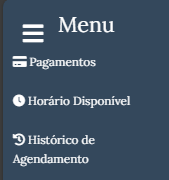 Menu
Pagamentos
Horário Disponível
Histórico de
Agendamento